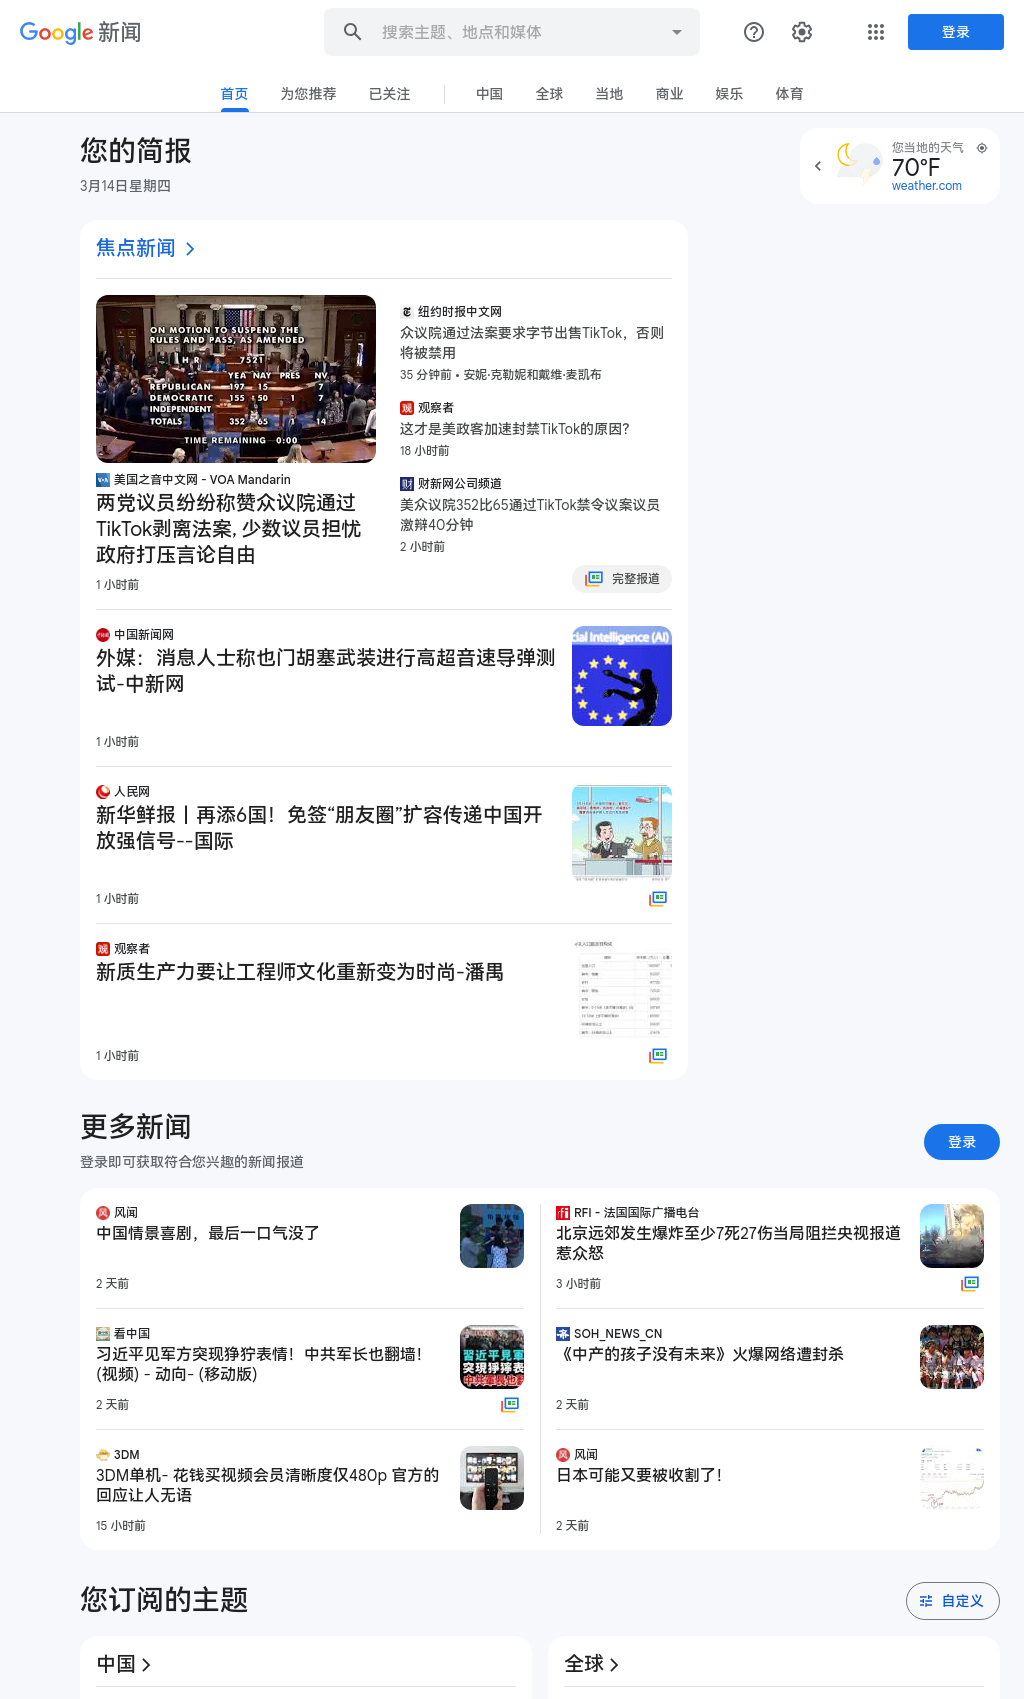 Google 新闻
搜索主题、地点和媒体
登录
首页
为您推荐
已关注
中国
全球
当地
商业
娱乐
体育
您的简报
3月14日星期四
您当地的天气
70°F
weather.com
焦点新闻
ON MOTION TO SUSPEND THE
RULES AND PASS, AS AMENDED
H R 7521
YEA NAY PRES NV
REPUBLICAN 197 15 7
DEMOCRATIC 155 50 1 7
INDEPENDENT
TOTALS 352 65 1 14
TIME REMAINING 0:00
美国之音中文网 - VOA Mandarin
两党议员纷纷称赞众议院通过
TikTok剥离法案, 少数议员担忧
政府打压言论自由
1 小时前
纽约时报中文网
众议院通过法案要求字节出售TikTok，否则
将被禁用
35 分钟前 • 安妮·克勒妮和戴维·麦凯布
观察者
这才是美政客加速封禁TikTok的原因？
18 小时前
财新网公司频道
美众议院352比65通过TikTok禁令议案议员
激辩40分钟
2 小时前
完整报道
中国新闻网
外媒：消息人士称也门胡塞武装进行高超音速导弹测
试-中新网
1 小时前
cial Intelligence (AI)
人民网
新华鲜报丨再添6国！免签“朋友圈”扩容传递中国开
放强信号--国际
1 小时前
观察者
新质生产力要让工程师文化重新变为时尚-潘禺
1 小时前
更多新闻
登录即可获取符合您兴趣的新闻报道
登录
风闻
中国情景喜剧，最后一口气没了
2 天前
看中国
习近平见军方突现狰狞表情！中共军长也翻墙！
(视频) - 动向- (移动版)
2 天前
習近平見軍
突現猙獰表
中共軍長也
3DM
3DM单机- 花钱买视频会员清晰度仅480p 官方的
回应让人无语
15 小时前
RFI - 法国国际广播电台
北京远郊发生爆炸至少7死27伤当局阻拦央视报道
惹众怒
3 小时前
SOH_NEWS_CN
《中产的孩子没有未来》火爆网络遭封杀
2 天前
风闻
日本可能又要被收割了！
2 天前
您订阅的主题
自定义
中国
全球